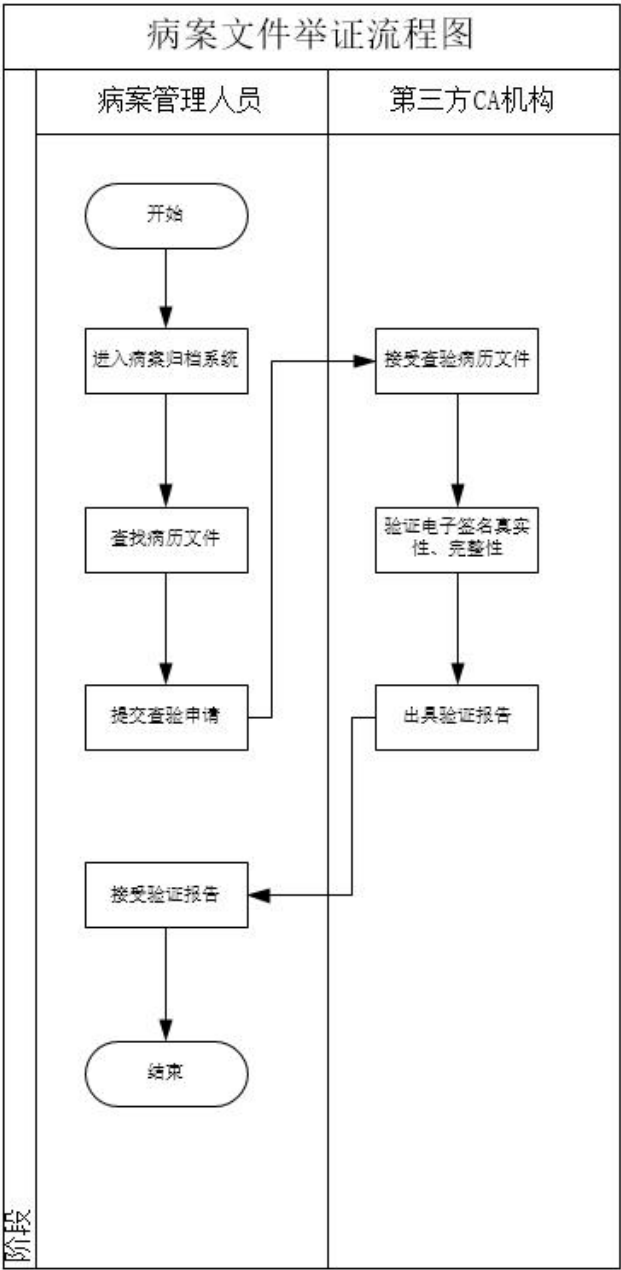 病案文件举证流程图
病案管理人员
第三方CA机构
开始
进入病案归档系统
查找病历文件
提交查验申请
接受查验病历文件
验证电子签名真实
性、完整性
出具验证报告
接受验证报告
结束
阶段